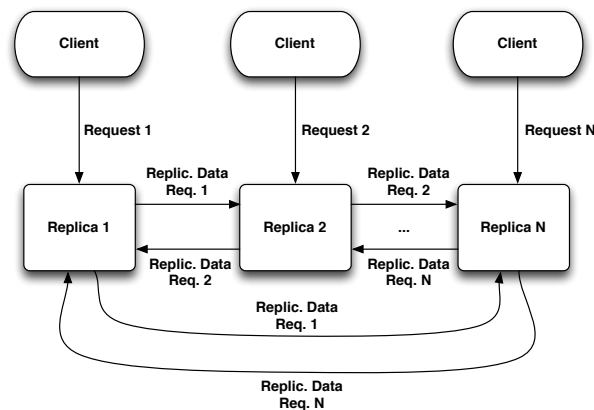 Client
Client
Client
Request 1
Request 2
Request N
Replic. Data
Req. 1
Replic. Data
Req. 2
Replica 1
Replica 2
...
Replica N
Replic. Data
Req. 2
Replic. Data
Req. N
Replic. Data
Req. 1
Replic. Data
Req. N